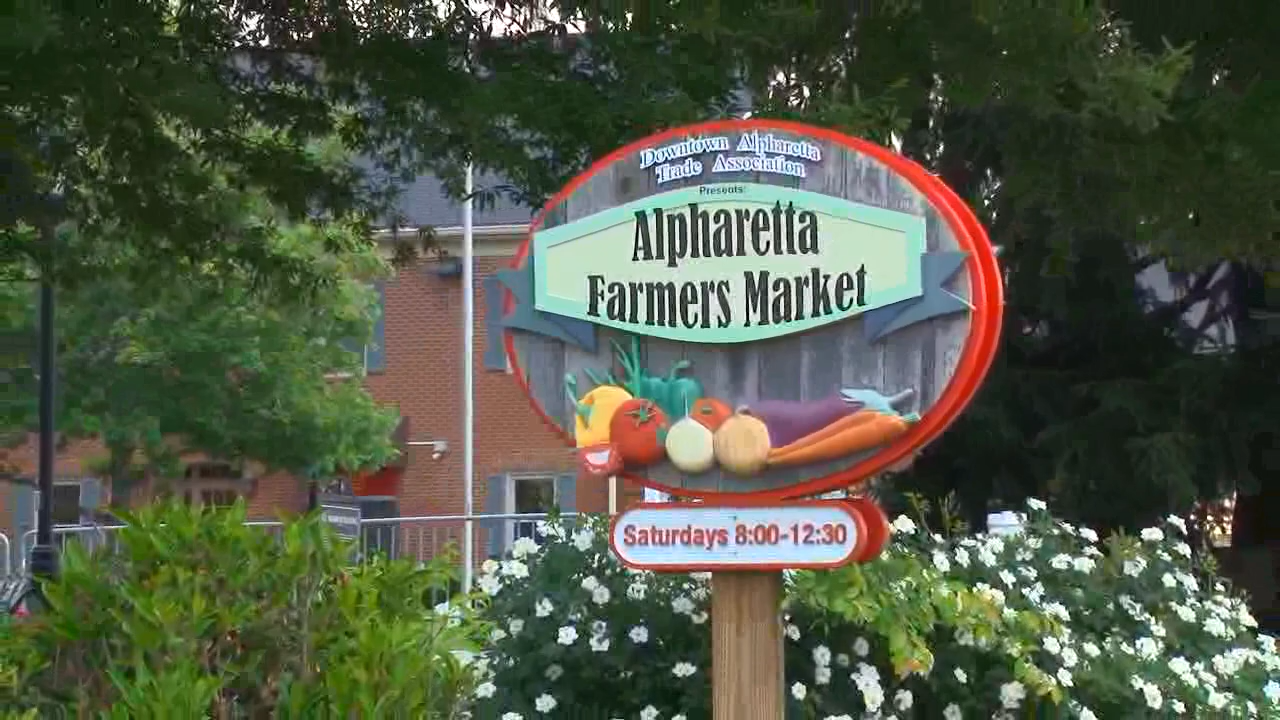 Downtown Alpharetta
Trade Association
Presents:
Alpharetta
Farmers Market
Saturdays 8:00-12:30